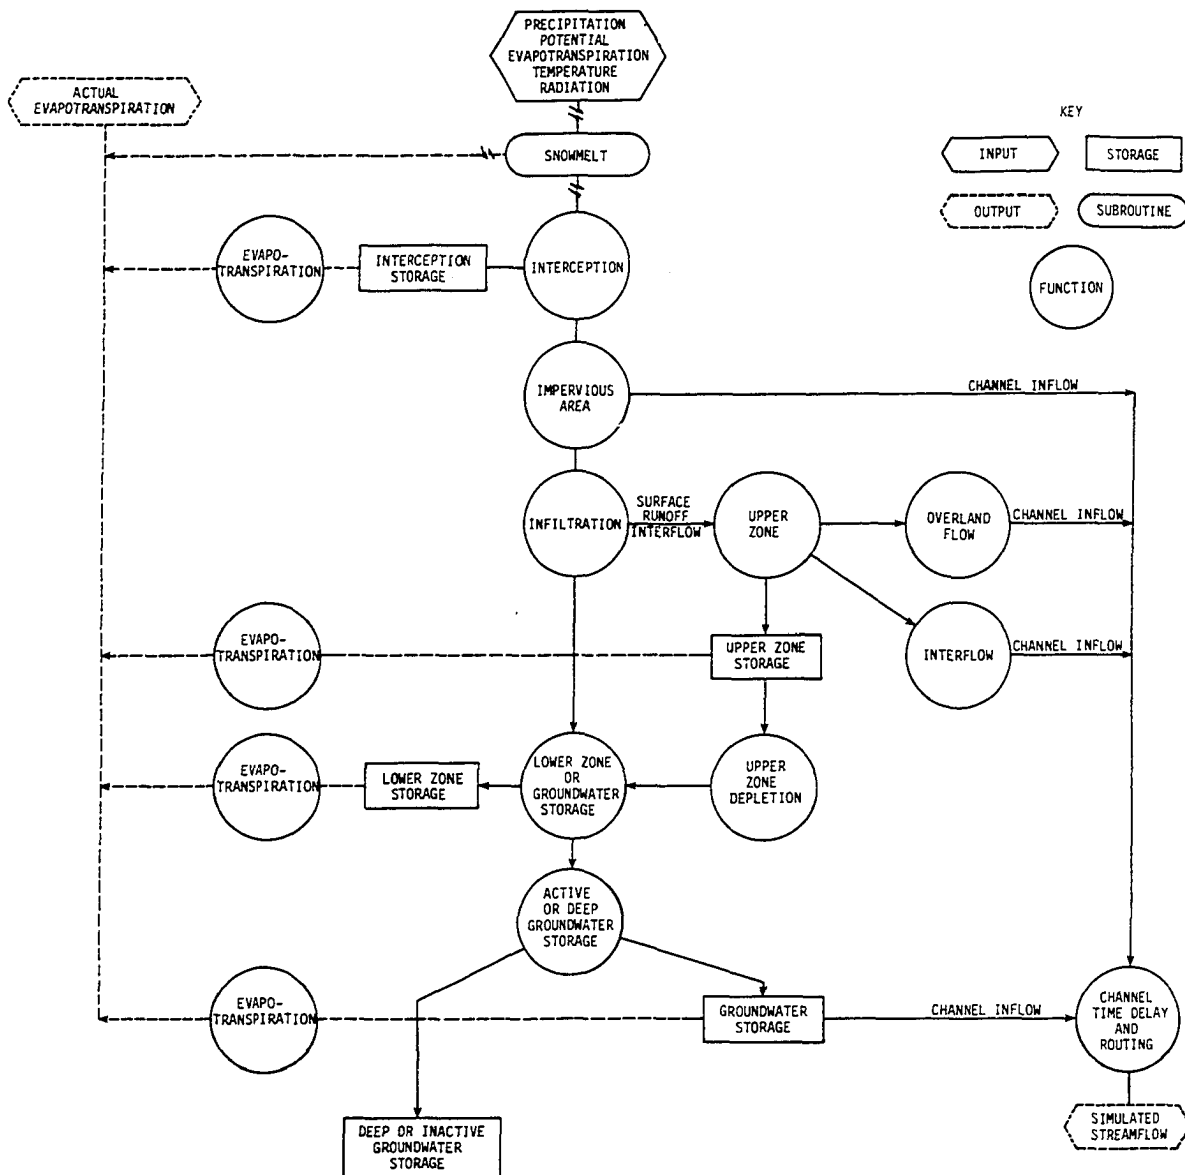 PRECIPITATION
POTENTIAL
EVAPOTRANSPIRATION
TEMPERATURE
RADIATION
ACTUAL
EVAPOTRANSPIRATION
KEY
SNOWMELT
INPUT
STORAGE
OUTPUT
SUBROUTINE
EVAPO-
TRANSPIRATION
INTERCEPTION
STORAGE
INTERCEPTION
FUNCTION
IMPERVIOUS
AREA
CHANNEL INFLOW
INFILTRATION
SURFACE
RUNOFF
INTERFLOW
UPPER
ZONE
OVERLAND
FLOW
CHANNEL INFLOW
EVAPO-
TRANSPIRATION
UPPER ZONE
STORAGE
INTERFLOW
CHANNEL INFLOW
EVAPO-
TRANSPIRATION
LOWER ZONE
STORAGE
LOWER ZONE
OR
GROUNDWATER
STORAGE
UPPER
ZONE
DEPLETION
ACTIVE
OR DEEP
GROUNDWATER
STORAGE
EVAPO-
TRANSPIRATION
GROUNDWATER
STORAGE
CHANNEL INFLOW
CHANNEL
TIME DELAY
AND
ROUTING
DEEP OR INACTIVE
GROUNDWATER
STORAGE
SIMULATED
STREAMFLOW